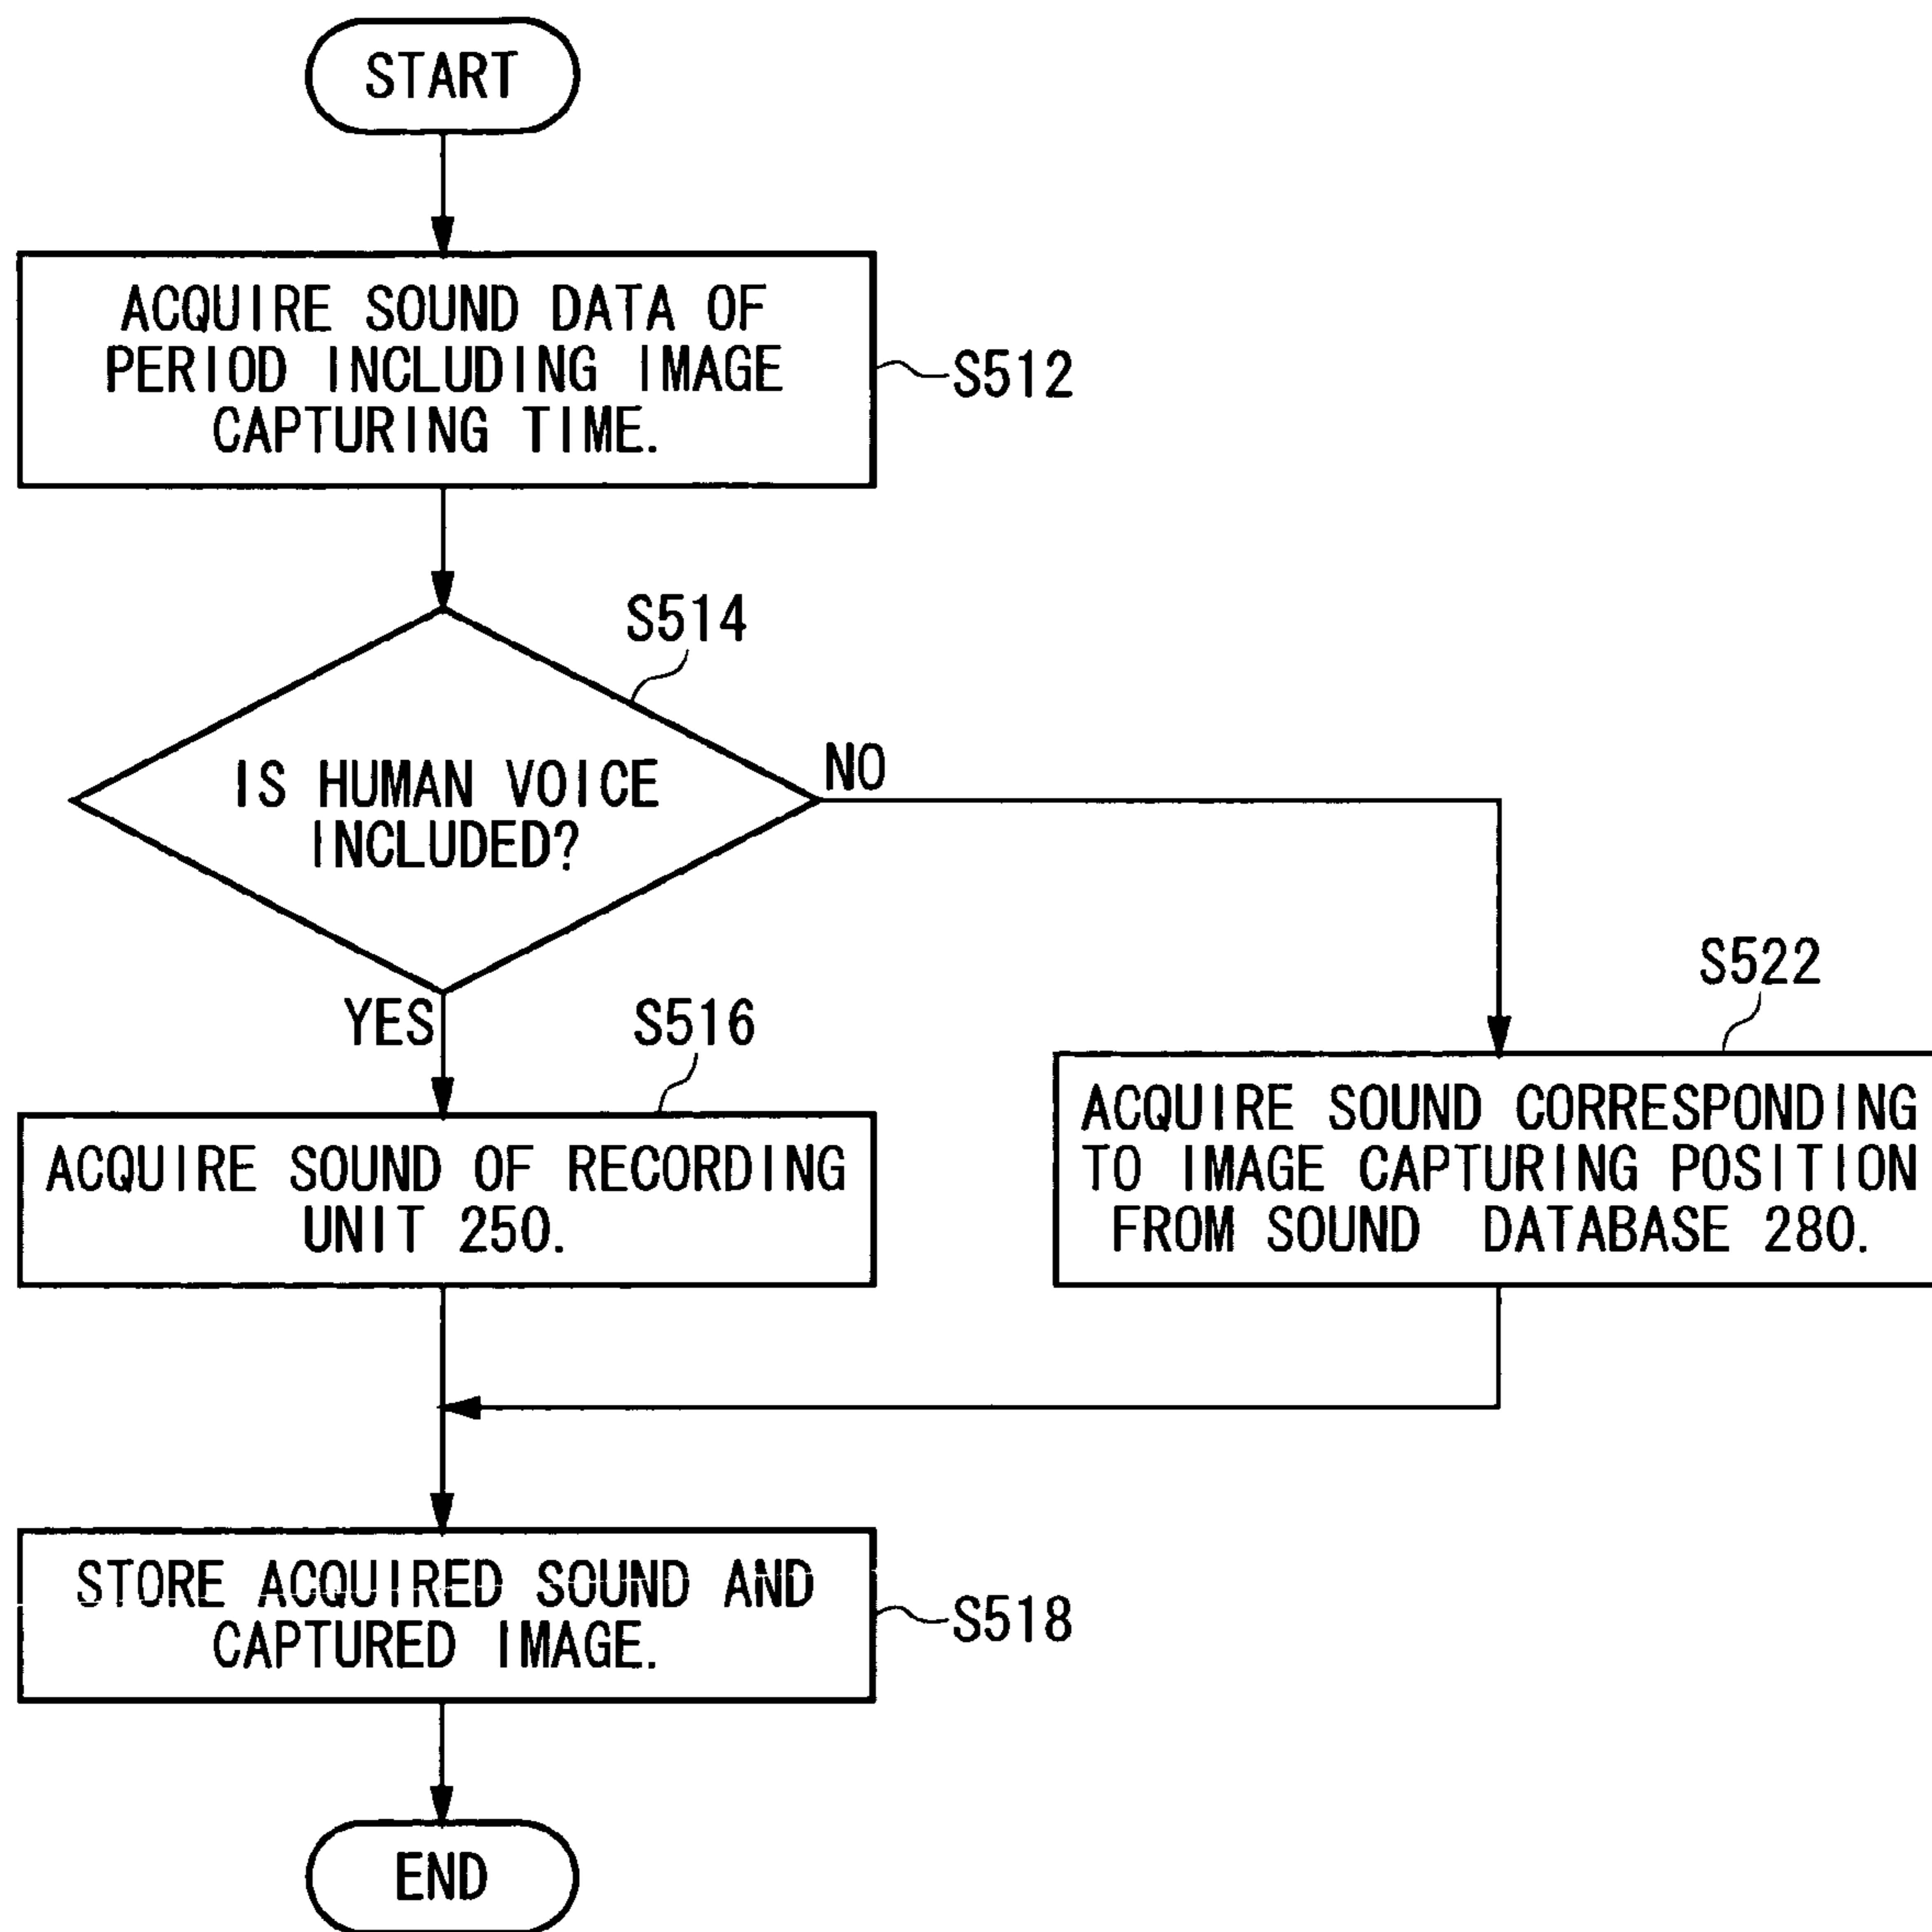 START
ACQUIRE SOUND DATA OF
PERIOD INCLUDING IMAGE
CAPTURING TIME.
S512
S514
IS HUMAN VOICE
INCLUDED?
NO
YES
S516
ACQUIRE SOUND OF RECORDING
UNIT 250.
S522
ACQUIRE SOUND CORRESPONDING
TO IMAGE CAPTURING POSITION
FROM SOUND DATABASE 280.
STORE ACQUIRED SOUND AND
CAPTURED IMAGE.
S518
END